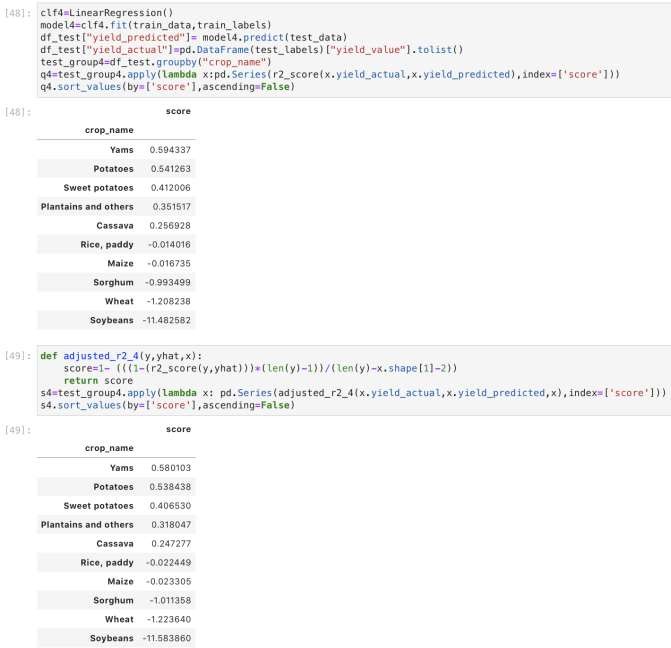 [48]: clf4=LinearRegression()
model4=clf4.fit(train_data,train_labels)
df_test["yield_predicted"]= model4.predict(test_data)
df_test["yield_actual"]=pd.DataFrame(test_labels)["yield_value"].tolist()
test_group4=df_test.groupby("crop_name")
q4=test_group4.apply(lambda x:pd.Series(r2_score(x.yield_actual,x.yield_predicted),index=['score']))
q4.sort_values(by=['score'],ascending=False)
[48]: score
crop_name
Yams 0.594337
Potatoes 0.541263
Sweet potatoes 0.412006
Plantains and others 0.351517
Cassava 0.256928
Rice, paddy -0.014016
Maize -0.016735
Sorghum -0.993499
Wheat -1.208238
Soybeans -11.482582
[49]: def adjusted_r2_4(y,yhat,x):
score=1- (((1-(r2_score(y,yhat)))*(len(y)-1))/(len(y)-x.shape[1]-2))
return score
s4=test_group4.apply(lambda x: pd.Series(adjusted_r2_4(x.yield_actual,x.yield_predicted,x),index=['score']))
s4.sort_values(by=['score'],ascending=False)
[49]: score
crop_name
Yams 0.580103
Potatoes 0.538438
Sweet potatoes 0.406530
Plantains and others 0.318047
Cassava 0.247277
Rice, paddy -0.022449
Maize -0.023305
Sorghum -1.011358
Wheat -1.223640
Soybeans -11.583860